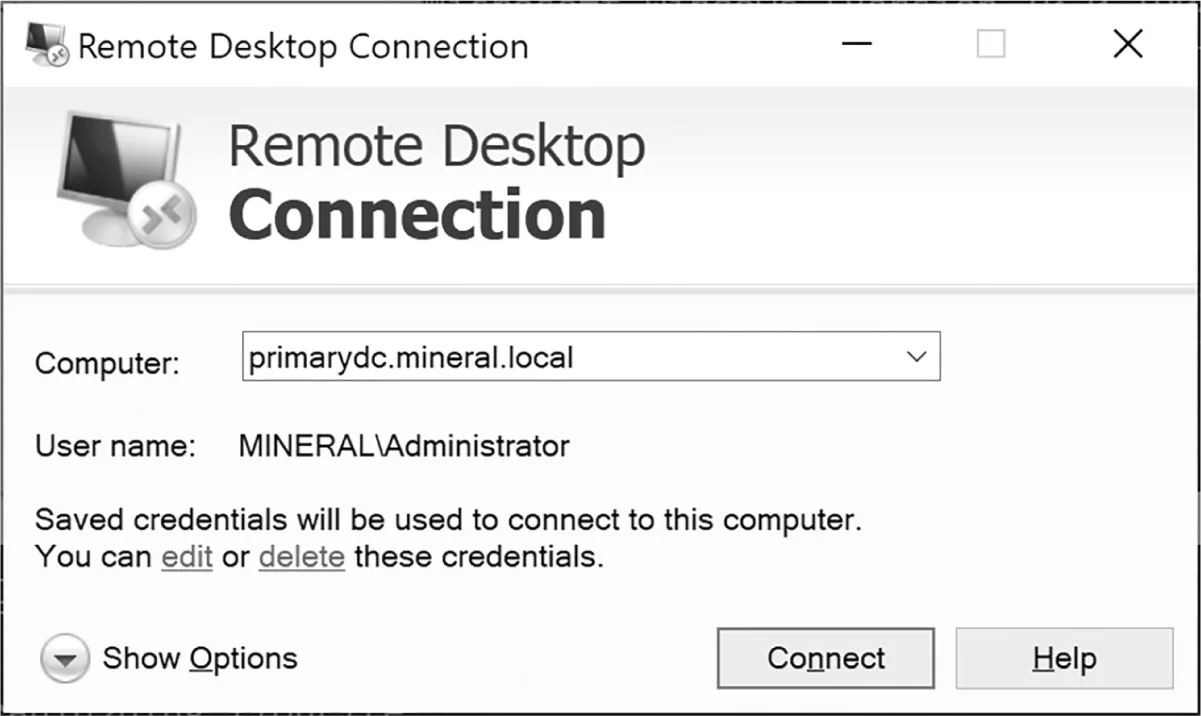 Remote Desktop Connection
Remote Desktop
Connection
Computer: primarydc.mineral.local
User name: MINERAL\Administrator
Saved credentials will be used to connect to this computer.
You can edit or delete these credentials.
Show Options Connect Help